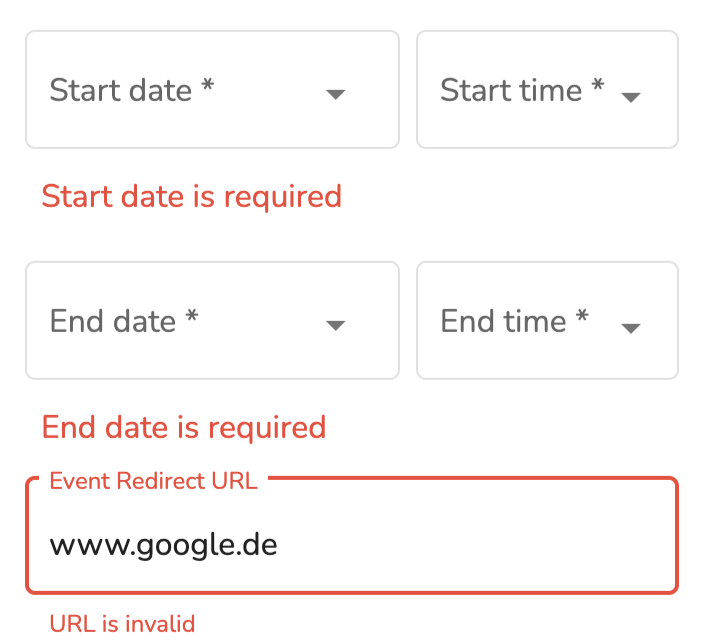 Start date *
Start time *
Start date is required
End date *
End time *
End date is required
Event Redirect URL
www.google.de
URL is invalid